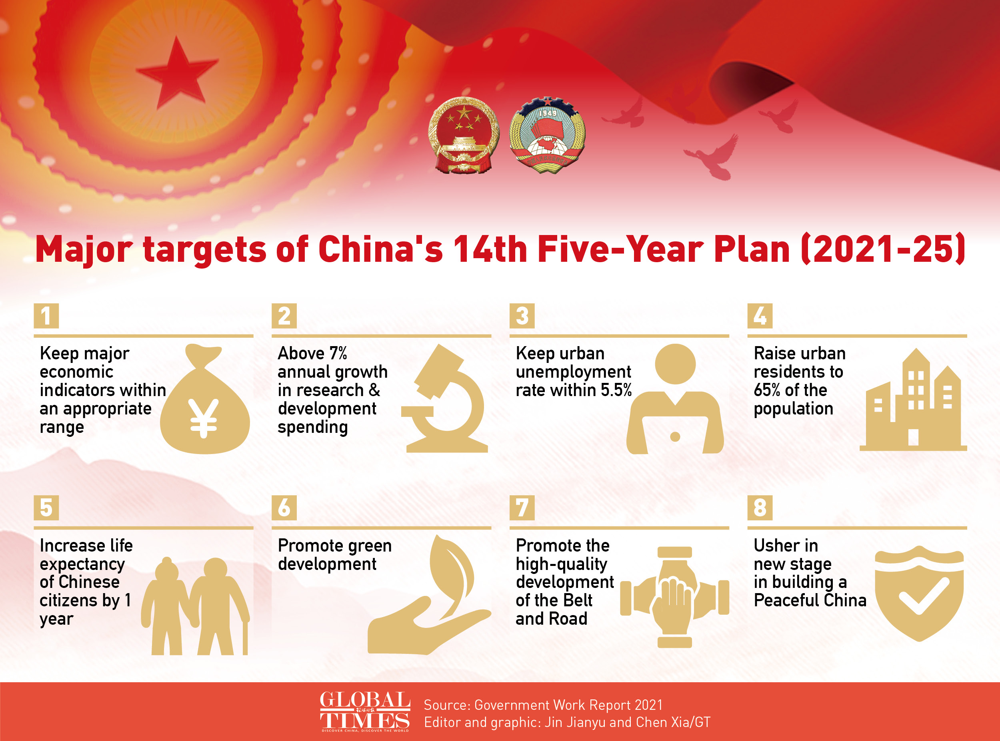 1949
Major targets of China's 14th Five-Year Plan (2021-25)
1
Keep major
economic
indicators within
an appropriate
range
¥
2
Above 7%
annual growth
in research &
development
spending
3
Keep urban
unemployment
rate within 5.5%
4
Raise urban
residents to
65% of the
population
5
Increase life
expectancy
of Chinese
citizens by 1
year
6
Promote green
development
7
Promote the
high-quality
development
of the Belt
and Road
8
Usher in
new stage
in building a
Peaceful China
GLOBAL
环球时报
TIMES
DISCOVER CHINA, DISCOVER THE WORLD
Source: Government Work Report 2021
Editor and graphic: Jin Jianyu and Chen Xia/GT